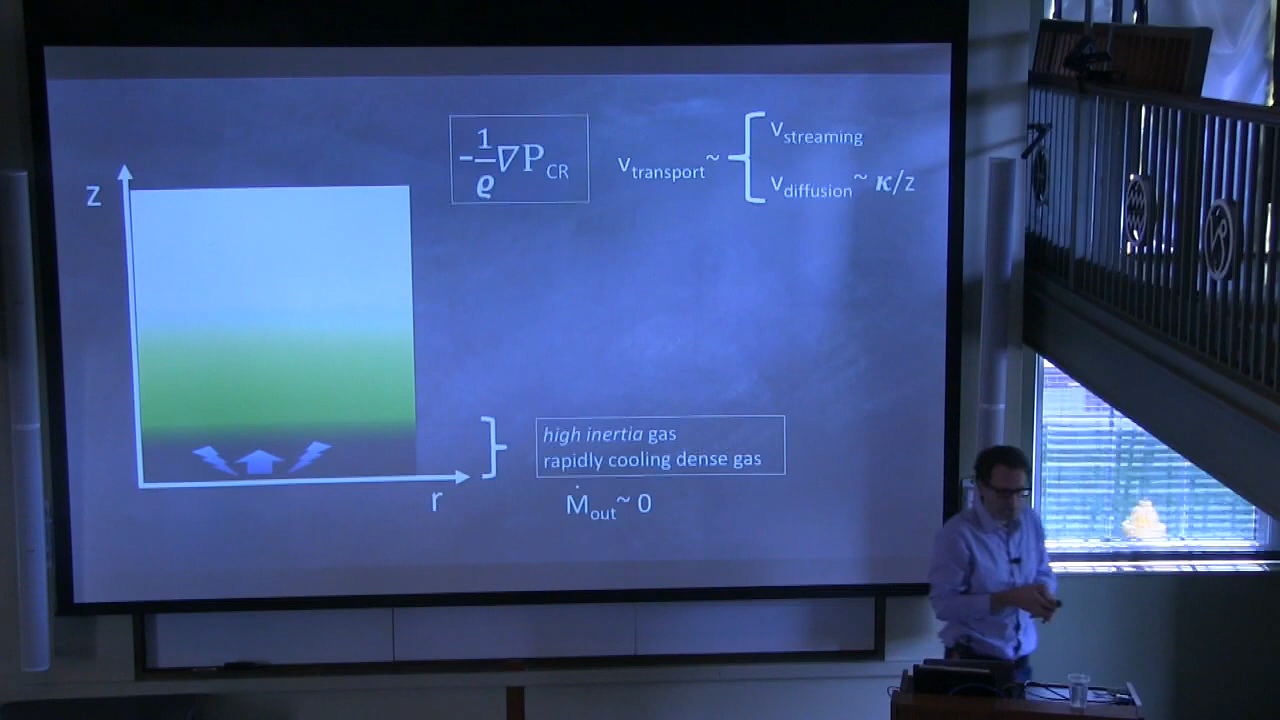 -1/ϱ ∇P_CR
v_transport ~ {
v_streaming
v_diffusion ~ κ/z
z
high inertia gas
rapidly cooling dense gas
r
Ṁ_out ~ 0